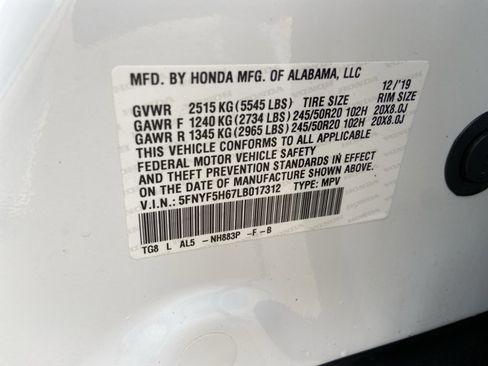 MFD. BY HONDA MFG. OF ALABAMA, LLC 12/'19
GVWR 2515 KG (5545 LBS) TIRE SIZE RIM SIZE
GAWR F 1240 KG (2734 LBS) 245/50R20 102H 20X8.0J
GAWR R 1345 KG (2965 LBS) 245/50R20 102H 20X8.0J
THIS VEHICLE CONFORMS TO ALL APPLICABLE
FEDERAL MOTOR VEHICLE SAFETY
AND THEFT PREVENTION STANDARDS IN EFFECT
ON THE DATE OF MANUFACTURE SHOWN ABOVE.
V.I.N.: 5FNYF5H67LB017312 TYPE: MPV
TG8 L AL5 -NH883P -F -B